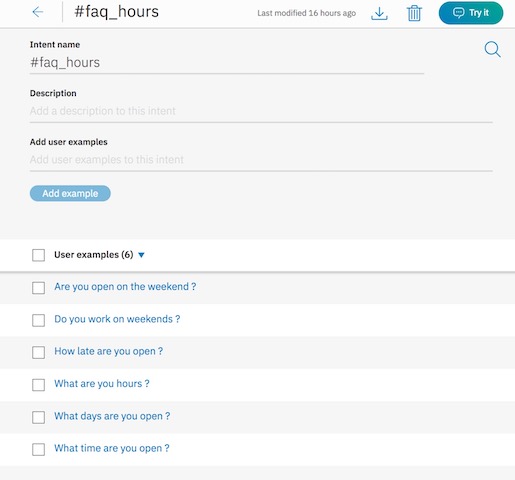 #faq_hours
Last modified 16 hours ago
Try it
Intent name
#faq_hours
Description
Add a description to this intent
Add user examples
Add user examples to this intent
Add example
User examples (6)
Are you open on the weekend ?
Do you work on weekends ?
How late are you open ?
What are you hours ?
What days are you open ?
What time are you open ?